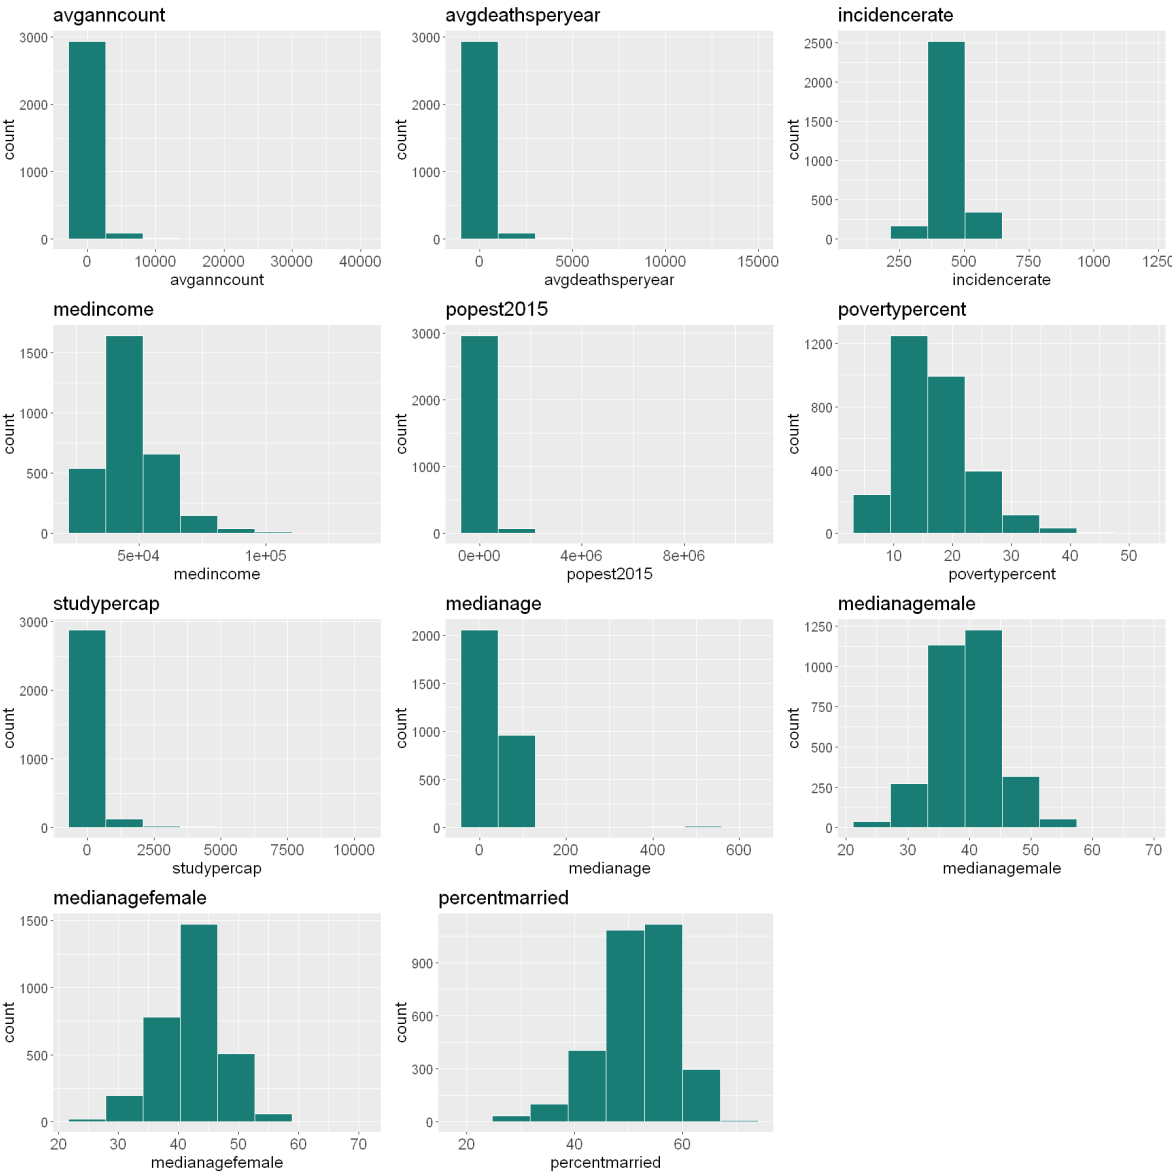 avganncount
3000
2000
1000
0
count
0 10000 20000 30000 40000
avganncount
avgdeathsperyear
3000
2000
1000
0
count
0 5000 10000 15000
avgdeathsperyear
incidencerate
2500
2000
1500
1000
500
0
count
250 500 750 1000 1250
incidencerate
medincome
1500
1000
500
0
count
5e+04 1e+05
medincome
popest2015
3000
2000
1000
0
count
0e+00 4e+06 8e+06
popest2015
povertypercent
1200
800
400
0
count
10 20 30 40 50
povertypercent
studypercap
3000
2000
1000
0
count
0 2500 5000 7500 10000
studypercap
medianage
2000
1500
1000
500
0
count
0 200 400 600
medianage
medianagemale
1250
1000
750
500
250
0
count
20 30 40 50 60 70
medianagemale
medianagefemale
1500
1000
500
0
count
20 30 40 50 60 70
medianagefemale
percentmarried
900
600
300
0
count
20 40 60
percentmarried